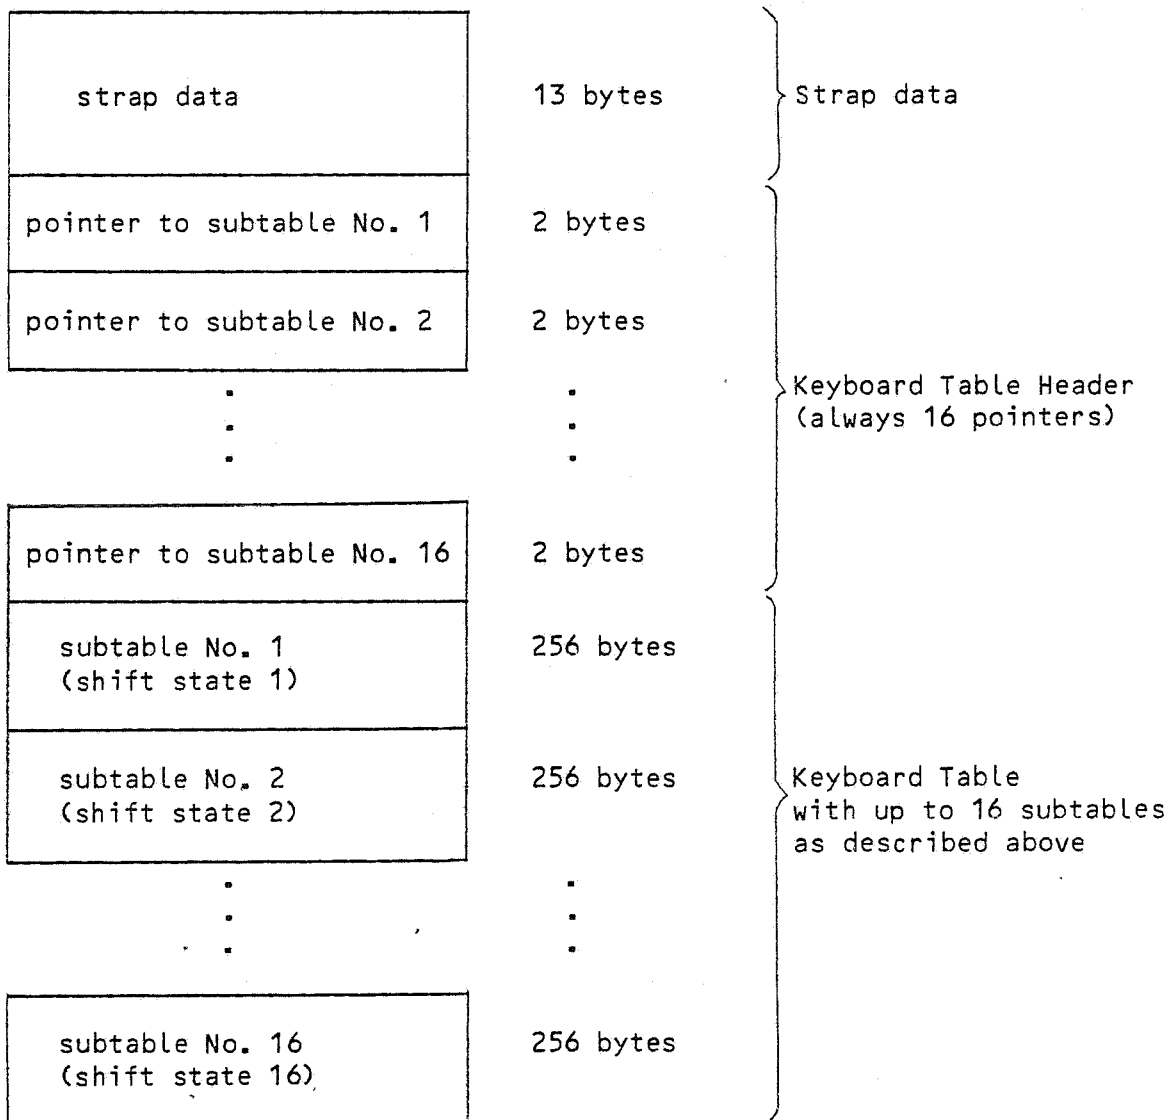 strap data 13 bytes Strap data
pointer to subtable No. 1 2 bytes
pointer to subtable No. 2 2 bytes
Keyboard Table Header
(always 16 pointers)
pointer to subtable No. 16 2 bytes
subtable No. 1 256 bytes
(shift state 1)
subtable No. 2 256 bytes Keyboard Table
(shift state 2) with up to 16 subtables
as described above
subtable No. 16 256 bytes
(shift state 16)